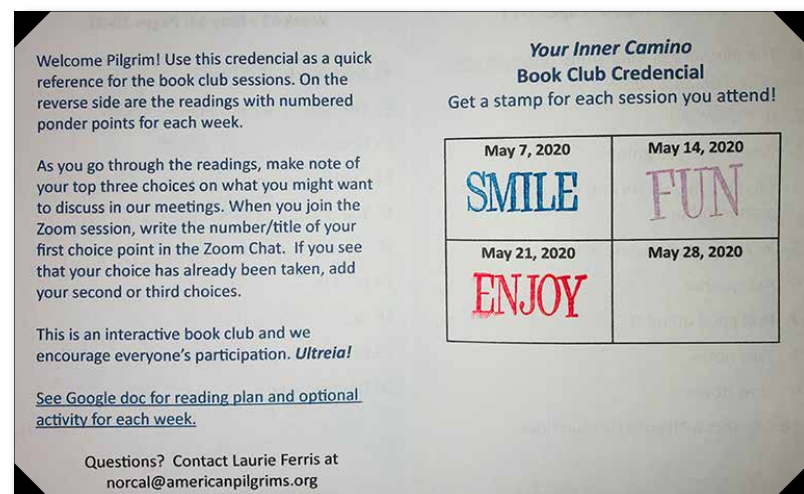 Welcome Pilgrim! Use this credencial as a quick
reference for the book club sessions. On the
reverse side are the readings with numbered
ponder points for each week.
As you go through the readings, make note of
your top three choices on what you might want
to discuss in our meetings. When you join the
Zoom session, write the number/title of your
first choice point in the Zoom Chat. If you see
that your choice has already been taken, add
your second or third choices.
This is an interactive book club and we
encourage everyone's participation. Ultreia!
See Google doc for reading plan and optional
activity for each week.
Questions? Contact Laurie Ferris at
norcal@americanpilgrims.org
Your Inner Camino
Book Club Credencial
Get a stamp for each session you attend!
May 7, 2020
SMILE
May 14, 2020
FUN
May 21, 2020
ENJOY
May 28, 2020